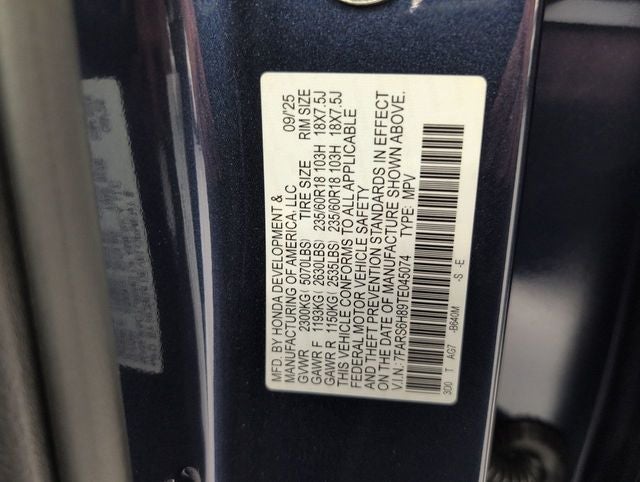 MFD. BY HONDA DEVELOPMENT &
MANUFACTURING OF AMERICA, LLC 09/'25
GVWR 2300KG( 5070LBS) TIRE SIZE RIM SIZE
GAWR F 1193KG( 2630LBS) 235/60R18 103H 18X7.5J
GAWR R 1150KG( 2535LBS) 235/60R18 103H 18X7.5J
THIS VEHICLE CONFORMS TO ALL APPLICABLE
FEDERAL MOTOR VEHICLE SAFETY
AND THEFT PREVENTION STANDARDS IN EFFECT
ON THE DATE OF MANUFACTURE SHOWN ABOVE.
V.I.N.: 7FARS6H89TE045074 TYPE: MPV
3D0 T AG7 -B640M -S -E